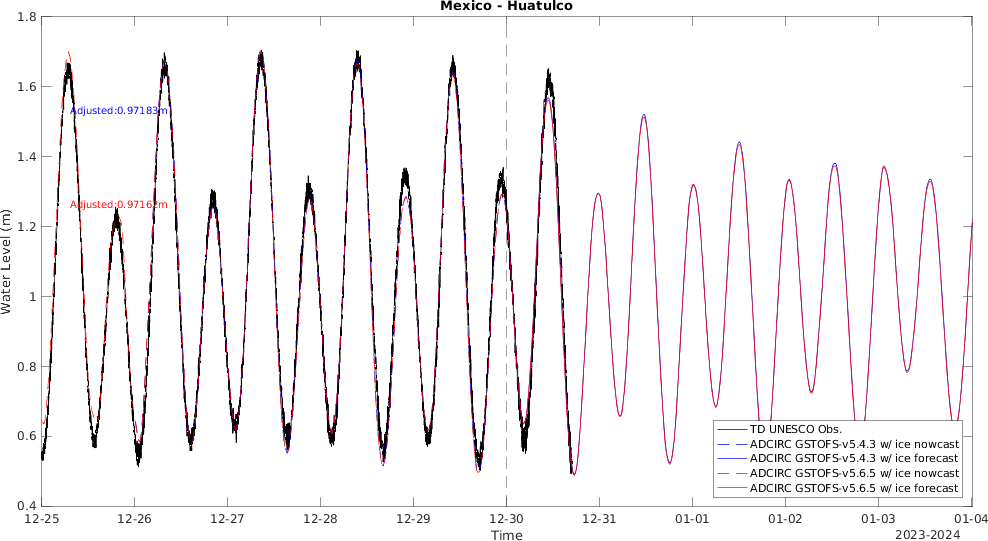 Mexico - Huatulco
1.8
1.6
1.4
1.2
1
0.8
0.6
0.4
Water Level (m)
Adjusted:0.97183m
Adjusted:0.97162m
TD UNESCO Obs.
ADCIRC GSTOFS-v5.4.3 w/ ice nowcast
ADCIRC GSTOFS-v5.4.3 w/ ice forecast
ADCIRC GSTOFS-v5.6.5 w/ ice nowcast
ADCIRC GSTOFS-v5.6.5 w/ ice forecast
12-25 12-26 12-27 12-28 12-29 12-30 12-31 01-01 01-02 01-03 01-04
Time
2023-2024